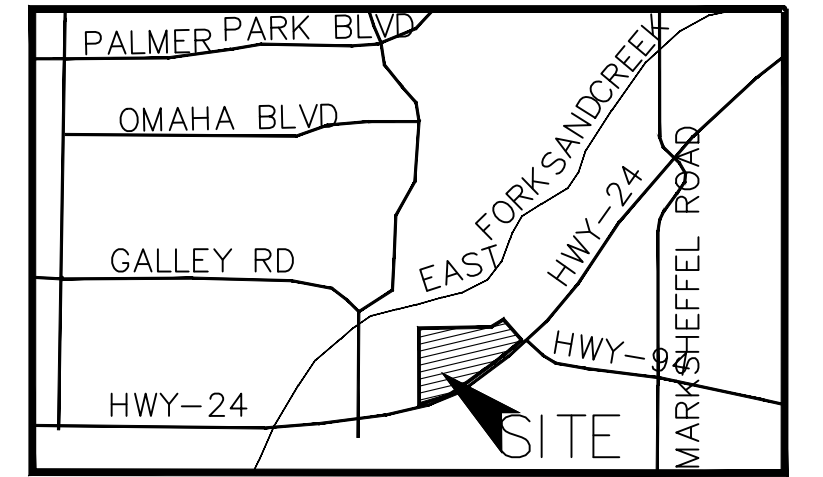 PALMER PARK BLVD
OMAHA BLVD
EAST FORK SAND CREEK
HWY-24
MARKSHEFFEL ROAD
GALLEY RD
HWY-94
HWY-24
SITE